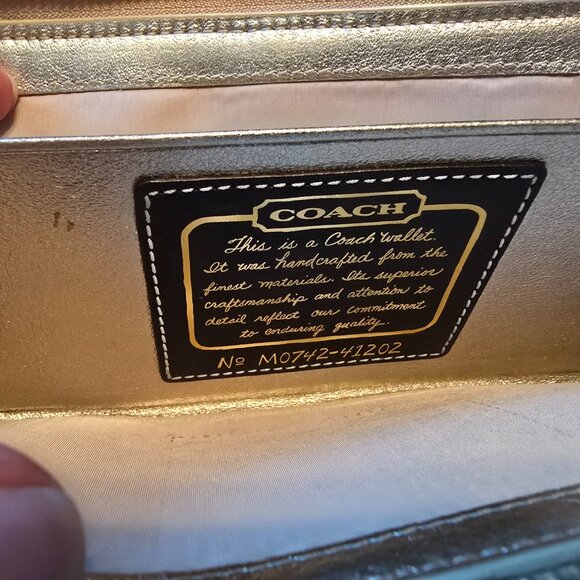 COACH
This is a Coach Wallet.
It was handcrafted from the
finest materials. Its superior
craftsmanship and attention to
detail reflect our commitment
to enduring quality.
Nº M0742-41202